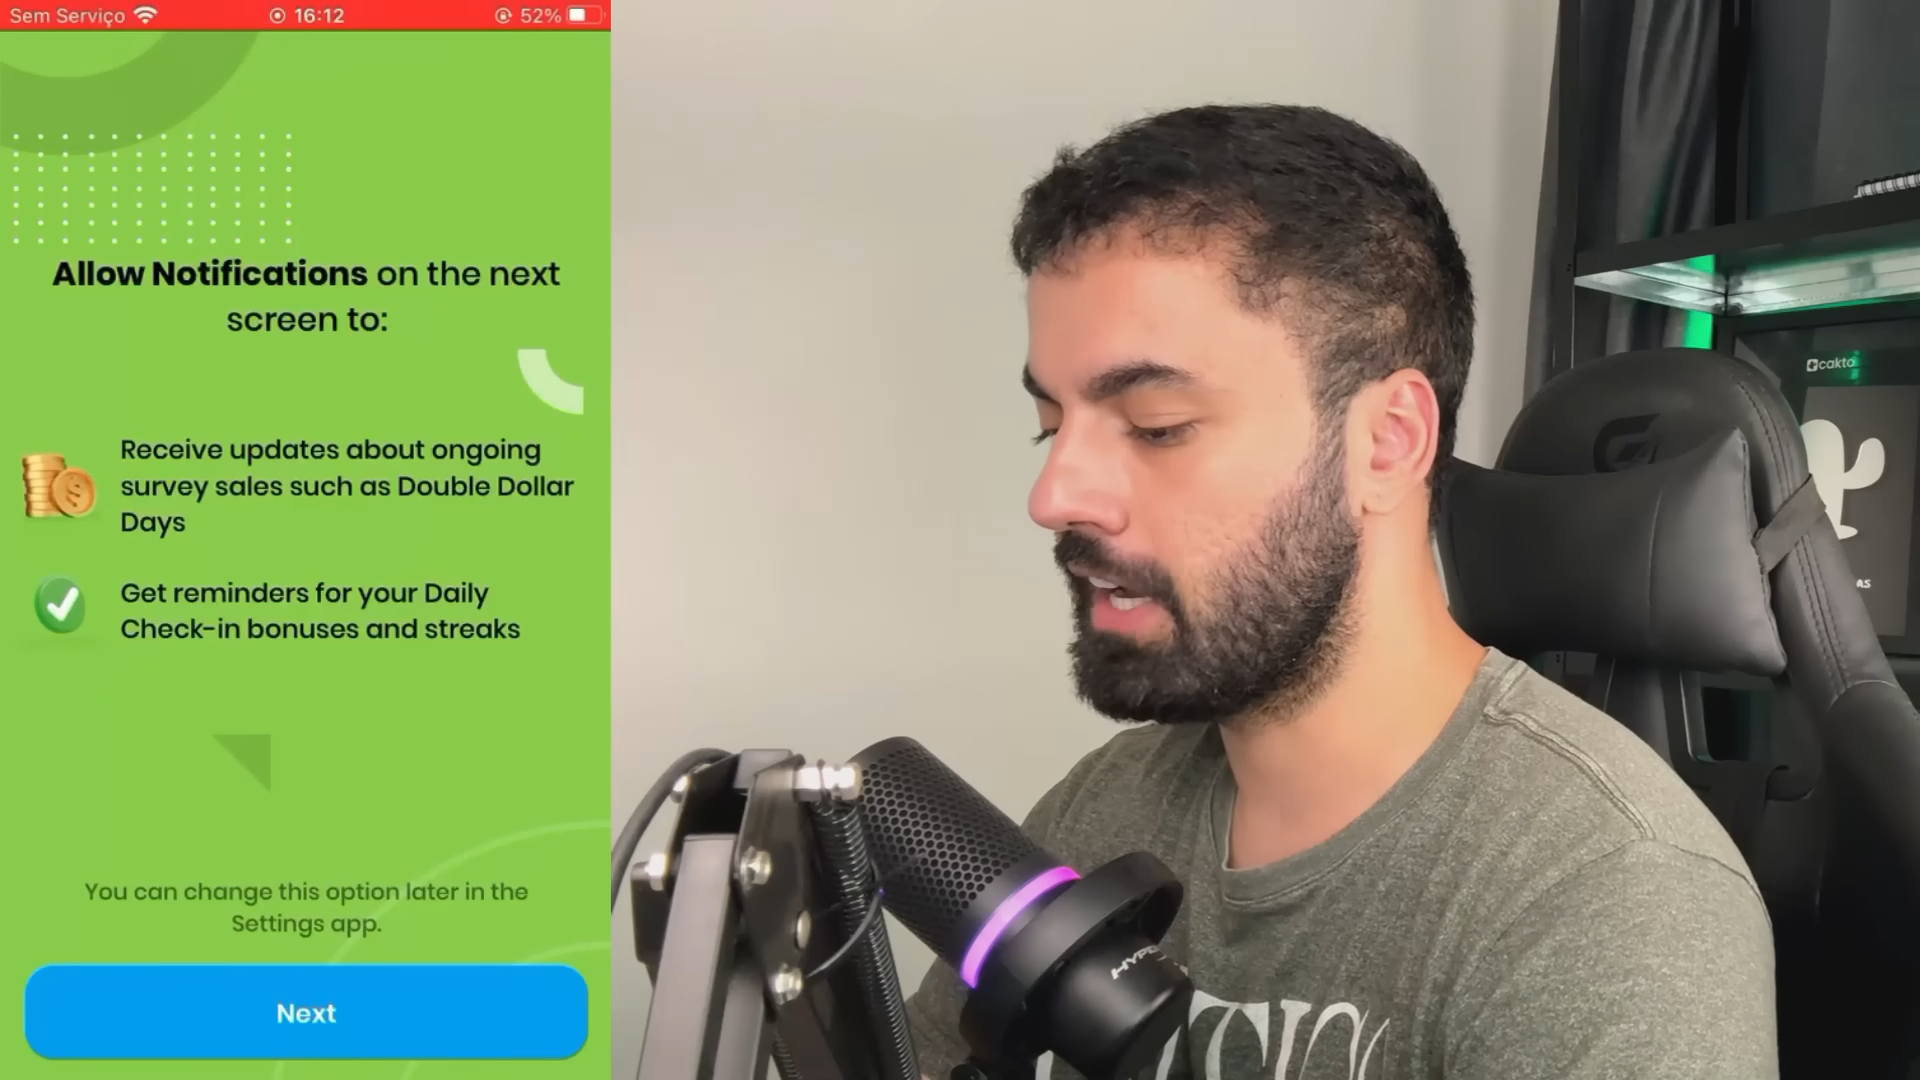 Sem Serviço 16:12 52%
Allow Notifications on the next
screen to:
Receive updates about ongoing
survey sales such as Double Dollar
Days
Get reminders for your Daily
Check-in bonuses and streaks
You can change this option later in the
Settings app.
Next
cakto